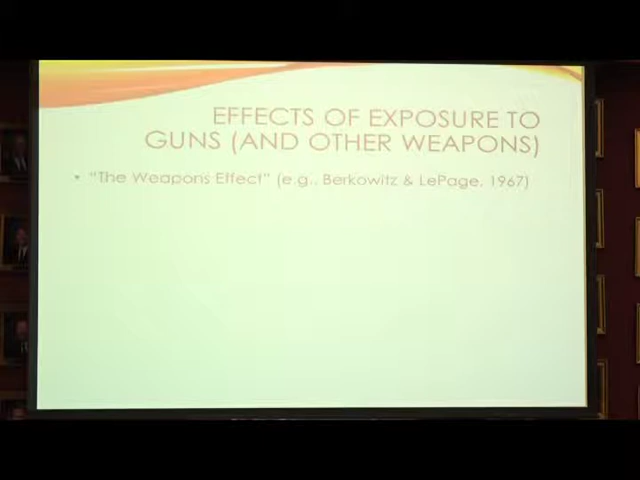 EFFECTS OF EXPOSURE TO
GUNS (AND OTHER WEAPONS)
• "The Weapons Effect" (e.g., Berkowitz & LePage, 1967)